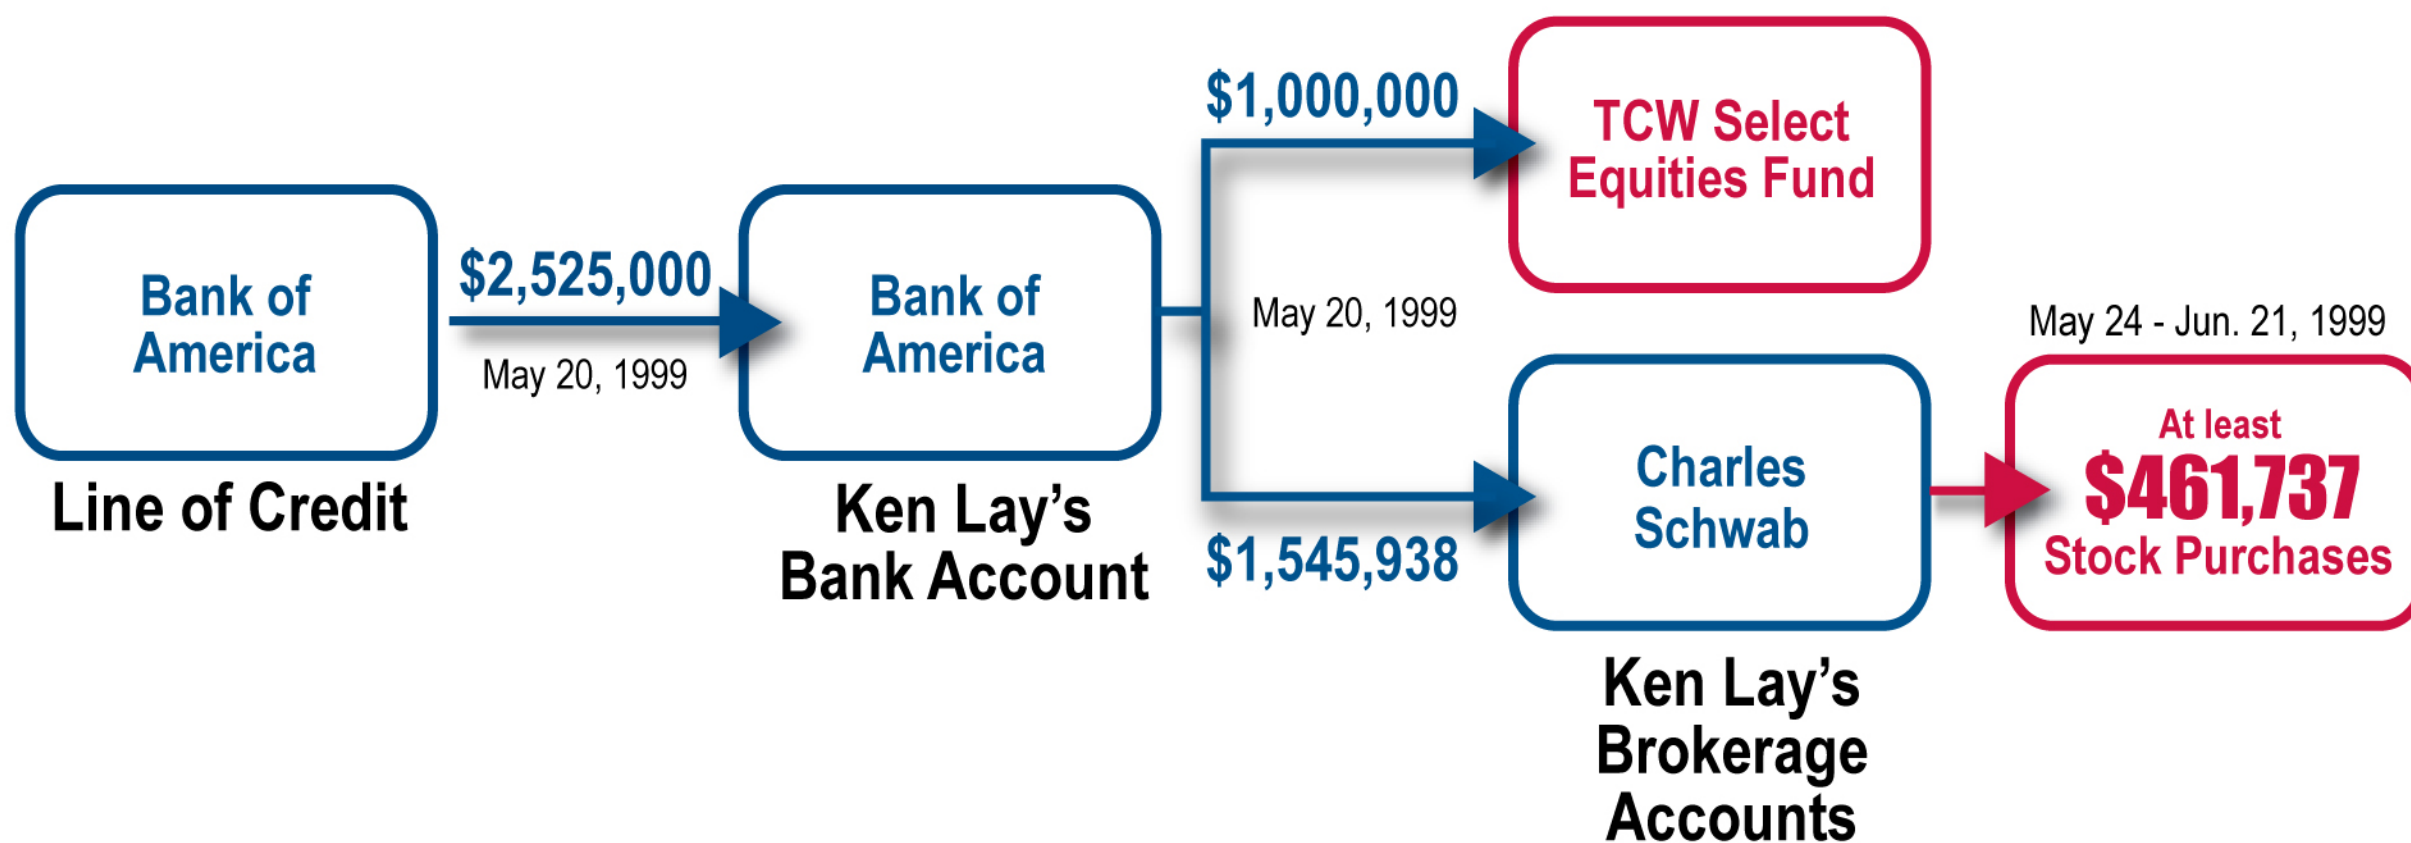 Bank of
America
Line of Credit
$2,525,000
May 20, 1999
Bank of
America
Ken Lay’s
Bank Account
$1,000,000
May 20, 1999
$1,545,938
TCW Select
Equities Fund
Charles
Schwab
Ken Lay’s
Brokerage
Accounts
May 24 - Jun. 21, 1999
At least
$461,737
Stock Purchases